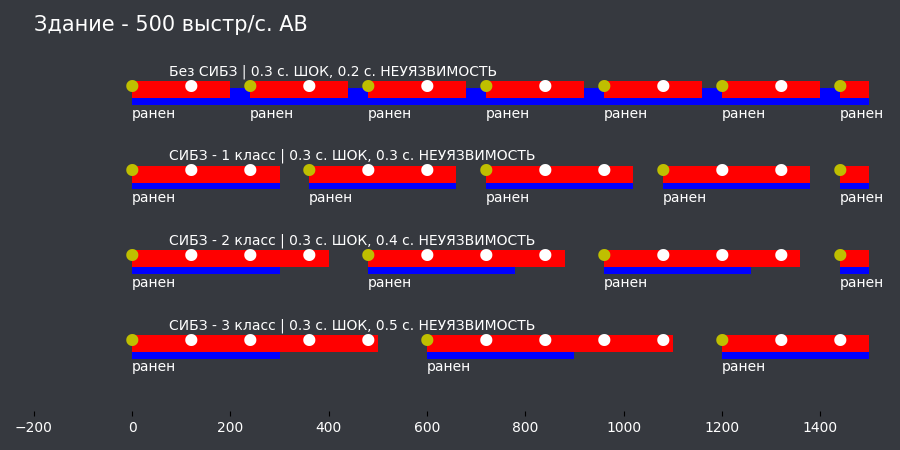 Здание - 500 выстр/с. АВ
Без СИБЗ | 0.3 с. ШОК, 0.2 с. НЕУЯЗВИМОСТЬ
ранен ранен ранен ранен ранен ранен ранен
СИБЗ - 1 класс | 0.3 с. ШОК, 0.3 с. НЕУЯЗВИМОСТЬ
ранен ранен ранен ранен ранен
СИБЗ - 2 класс | 0.3 с. ШОК, 0.4 с. НЕУЯЗВИМОСТЬ
ранен ранен ранен ранен
СИБЗ - 3 класс | 0.3 с. ШОК, 0.5 с. НЕУЯЗВИМОСТЬ
ранен ранен ранен
−200 0 200 400 600 800 1000 1200 1400